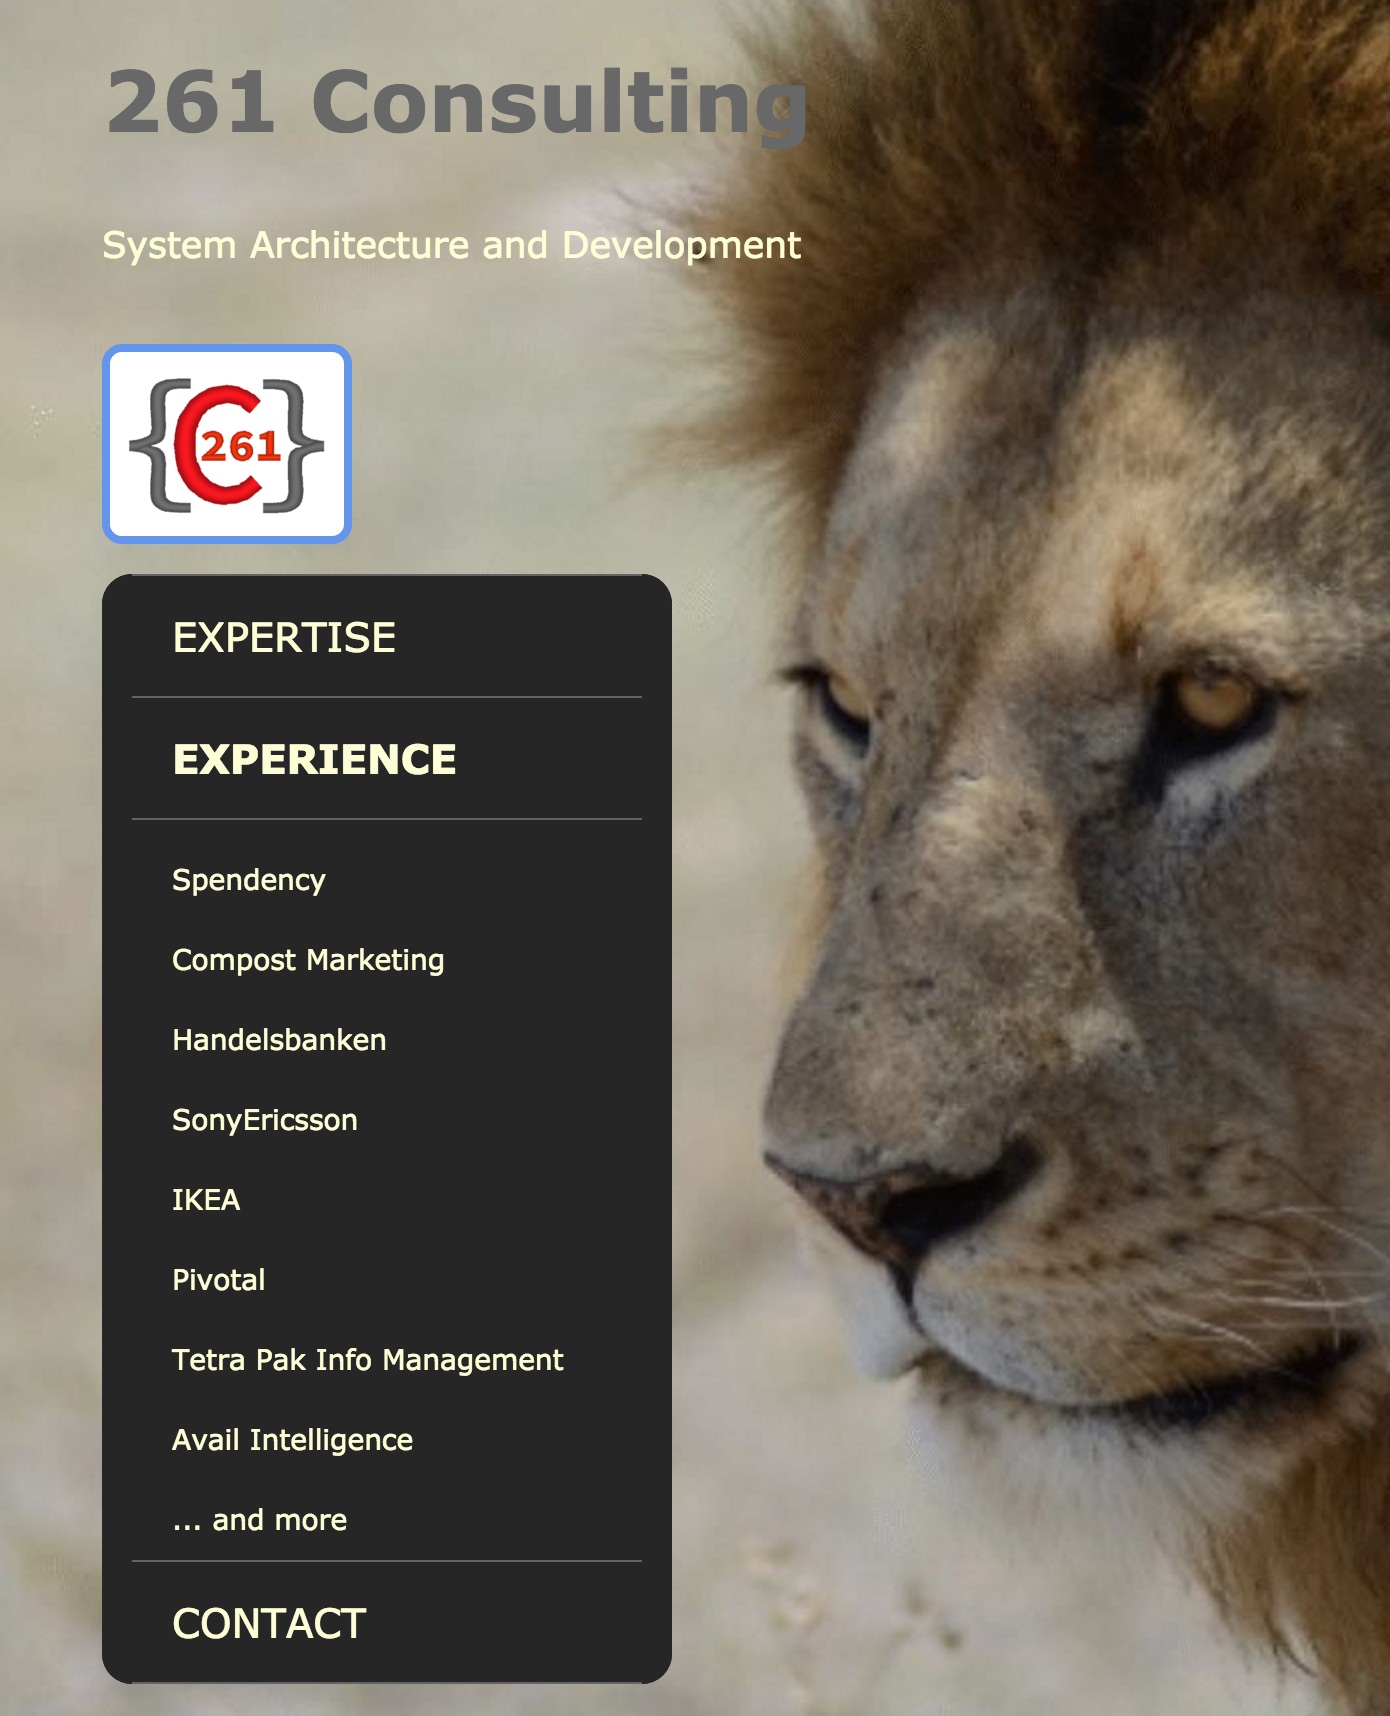 261 Consulting
System Architecture and Development
{C261}
EXPERTISE
EXPERIENCE
Spendency
Compost Marketing
Handelsbanken
SonyEricsson
IKEA
Pivotal
Tetra Pak Info Management
Avail Intelligence
... and more
CONTACT